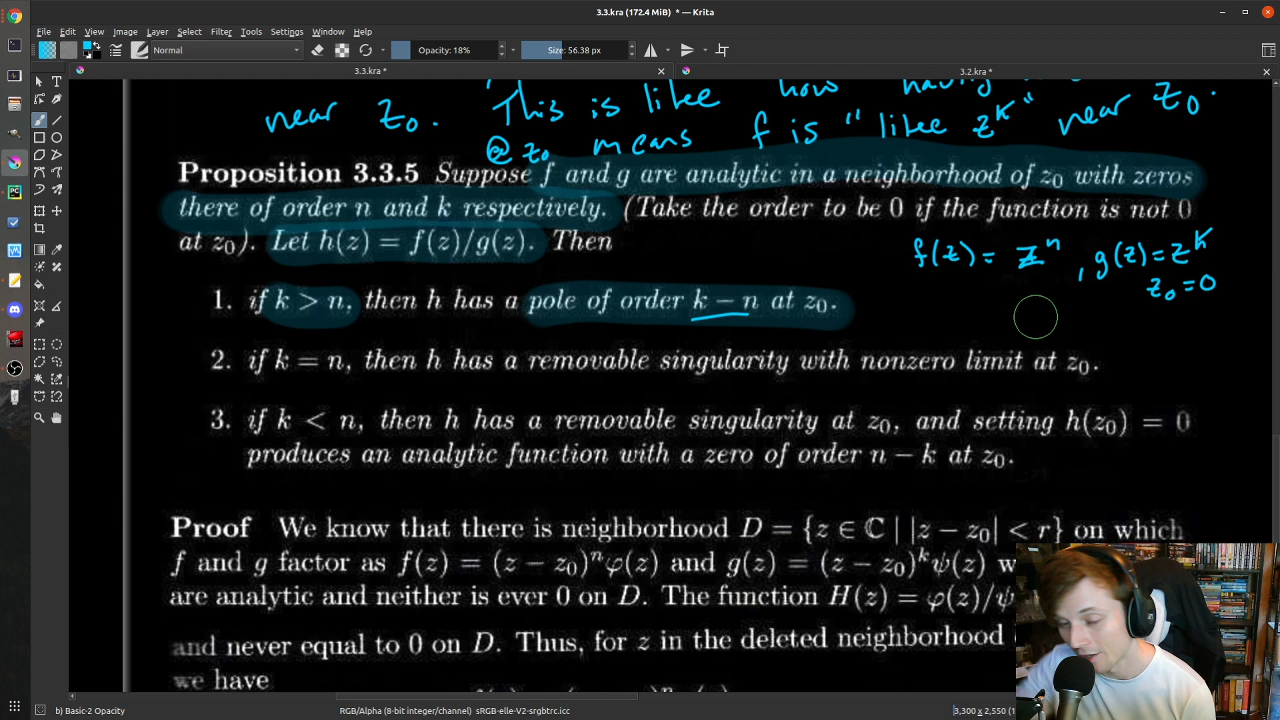 3.3.kra (172.4 MiB) * — Krita
File Edit View Image Layer Select Filter Tools Settings Window Help
Normal Opacity: 18% Size: 56.38 px
3.3.kra * 3.2.kra *
how having
near z₀. This is like
@ z₀ means f is "like zᵏ" near z₀.
Proposition 3.3.5 Suppose f and g are analytic in a neighborhood of z₀ with zeros
there of order n and k respectively. (Take the order to be 0 if the function is not 0
at z₀). Let h(z) = f(z)/g(z). Then
f(z) = zⁿ, g(z) = zᵏ
z₀ = 0
1. if k > n, then h has a pole of order k − n at z₀.
2. if k = n, then h has a removable singularity with nonzero limit at z₀.
3. if k < n, then h has a removable singularity at z₀, and setting h(z₀) = 0
produces an analytic function with a zero of order n − k at z₀.
Proof We know that there is neighborhood D = {z ∈ ℂ | |z − z₀| < r} on which
f and g factor as f(z) = (z − z₀)ⁿφ(z) and g(z) = (z − z₀)ᵏψ(z)
are analytic and neither is ever 0 on D. The function H(z) = φ(z)/ψ
and never equal to 0 on D. Thus, for z in the deleted neighborhood
we have
b) Basic-2 Opacity RGB/Alpha (8-bit integer/channel) sRGB-elle-V2-srgbtrc.icc 3,300 x 2,550 (1